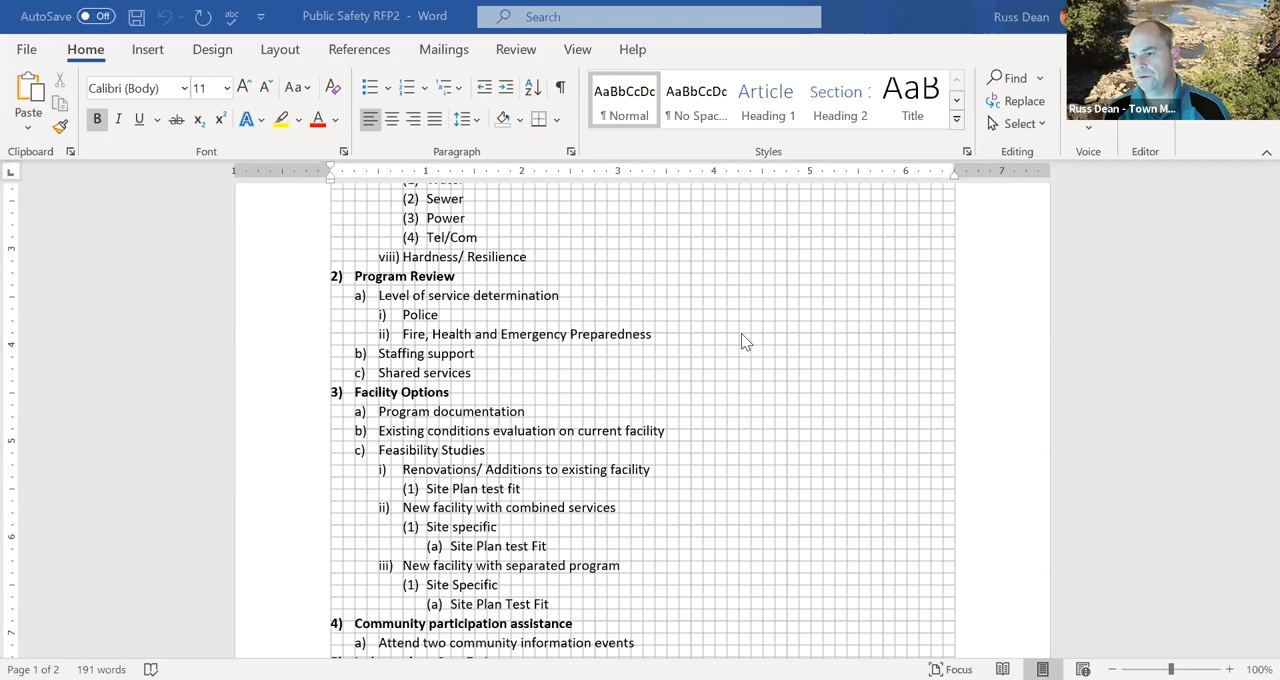 AutoSave Off
Public Safety RFP2 - Word
Search
Russ Dean
File Home Insert Design Layout References Mailings Review View Help
Calibri (Body) 11
Paste
Clipboard
Font
Paragraph
AaBbCcDc AaBbCcDc Article Section : AaB
¶ Normal ¶ No Spac... Heading 1 Heading 2 Title
Styles
Find
Replace
Select
Editing
Voice
Editor
Russ Dean - Town M...
(2) Sewer
(3) Power
(4) Tel/Com
viii) Hardness/ Resilience
2) Program Review
a) Level of service determination
i) Police
ii) Fire, Health and Emergency Preparedness
b) Staffing support
c) Shared services
3) Facility Options
a) Program documentation
b) Existing conditions evaluation on current facility
c) Feasibility Studies
i) Renovations/ Additions to existing facility
(1) Site Plan test fit
ii) New facility with combined services
(1) Site specific
(a) Site Plan test Fit
iii) New facility with separated program
(1) Site Specific
(a) Site Plan Test Fit
4) Community participation assistance
a) Attend two community information events
Page 1 of 2 191 words
Focus
100%